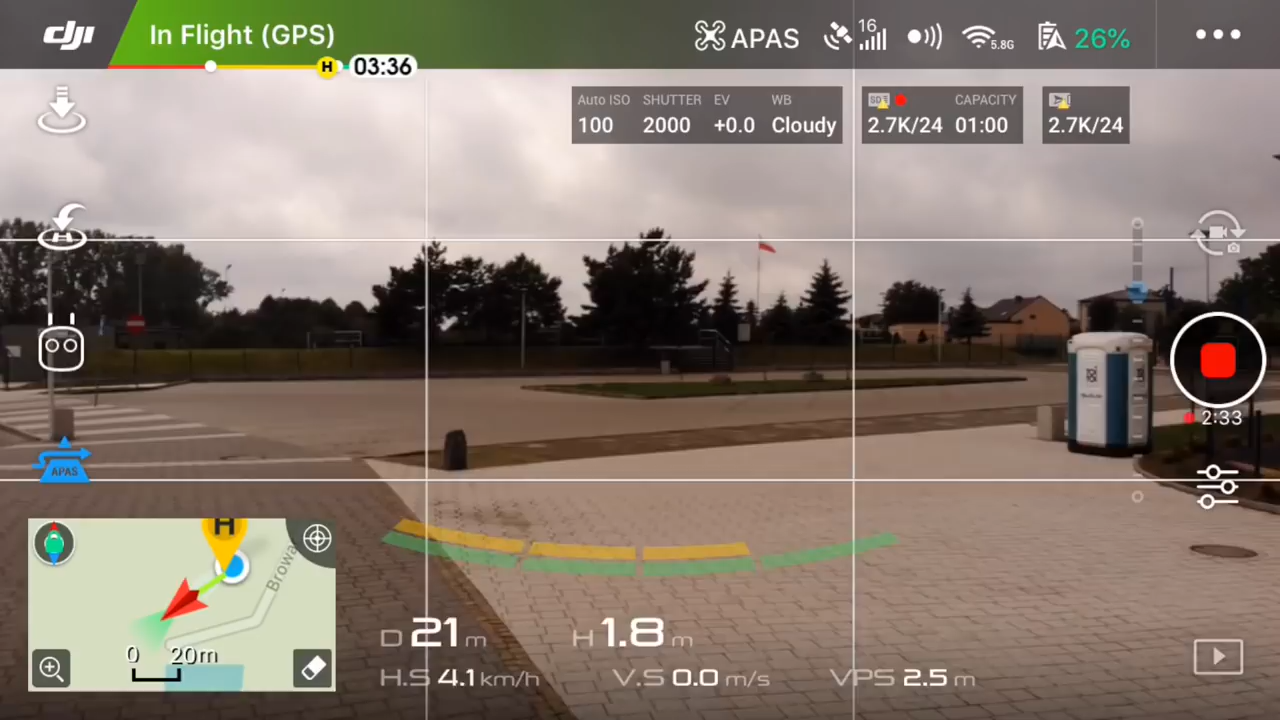 dji In Flight (GPS) APAS 16 5.8G 26%
H 03:36
Auto ISO SHUTTER EV WB SD CAPACITY
100 2000 +0.0 Cloudy 2.7K/24 01:00 2.7K/24
2:33
APAS
H
Browa
0 20m
D 21 m H 1.8 m
H.S 4.1 km/h V.S 0.0 m/s VPS 2.5 m